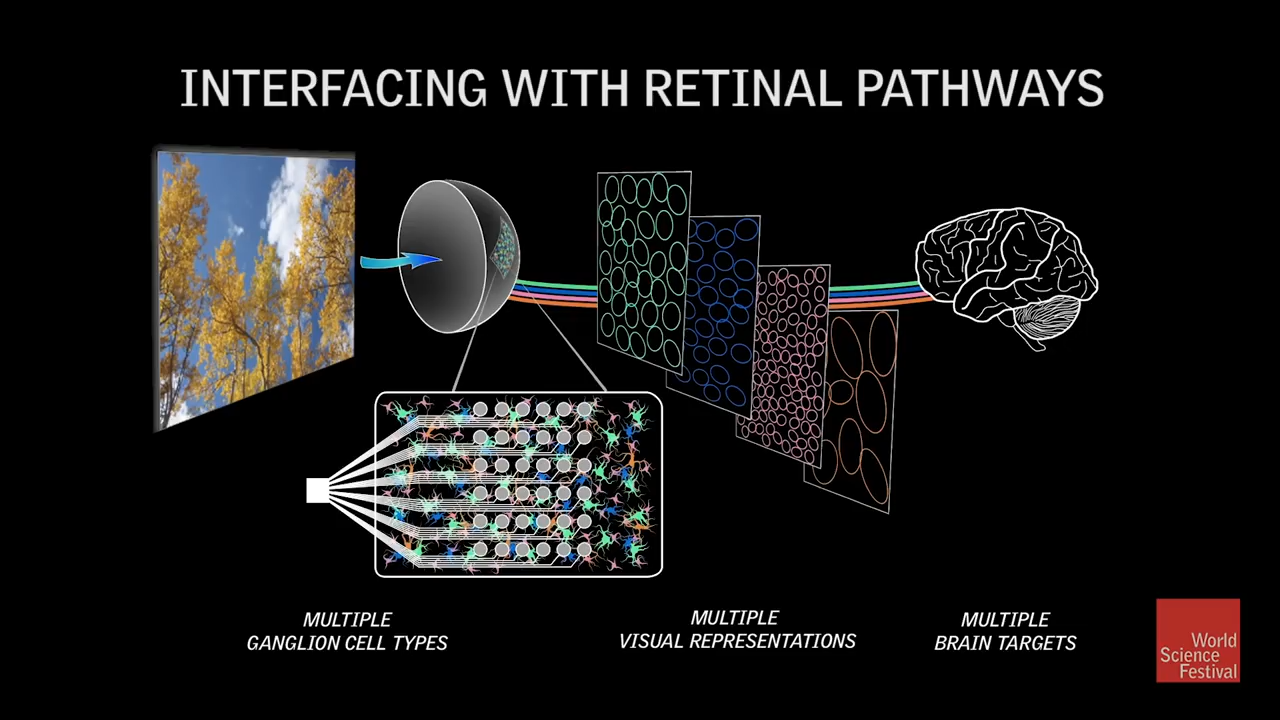 INTERFACING WITH RETINAL PATHWAYS
MULTIPLE
GANGLION CELL TYPES
MULTIPLE
VISUAL REPRESENTATIONS
MULTIPLE
BRAIN TARGETS
World
Science
Festival